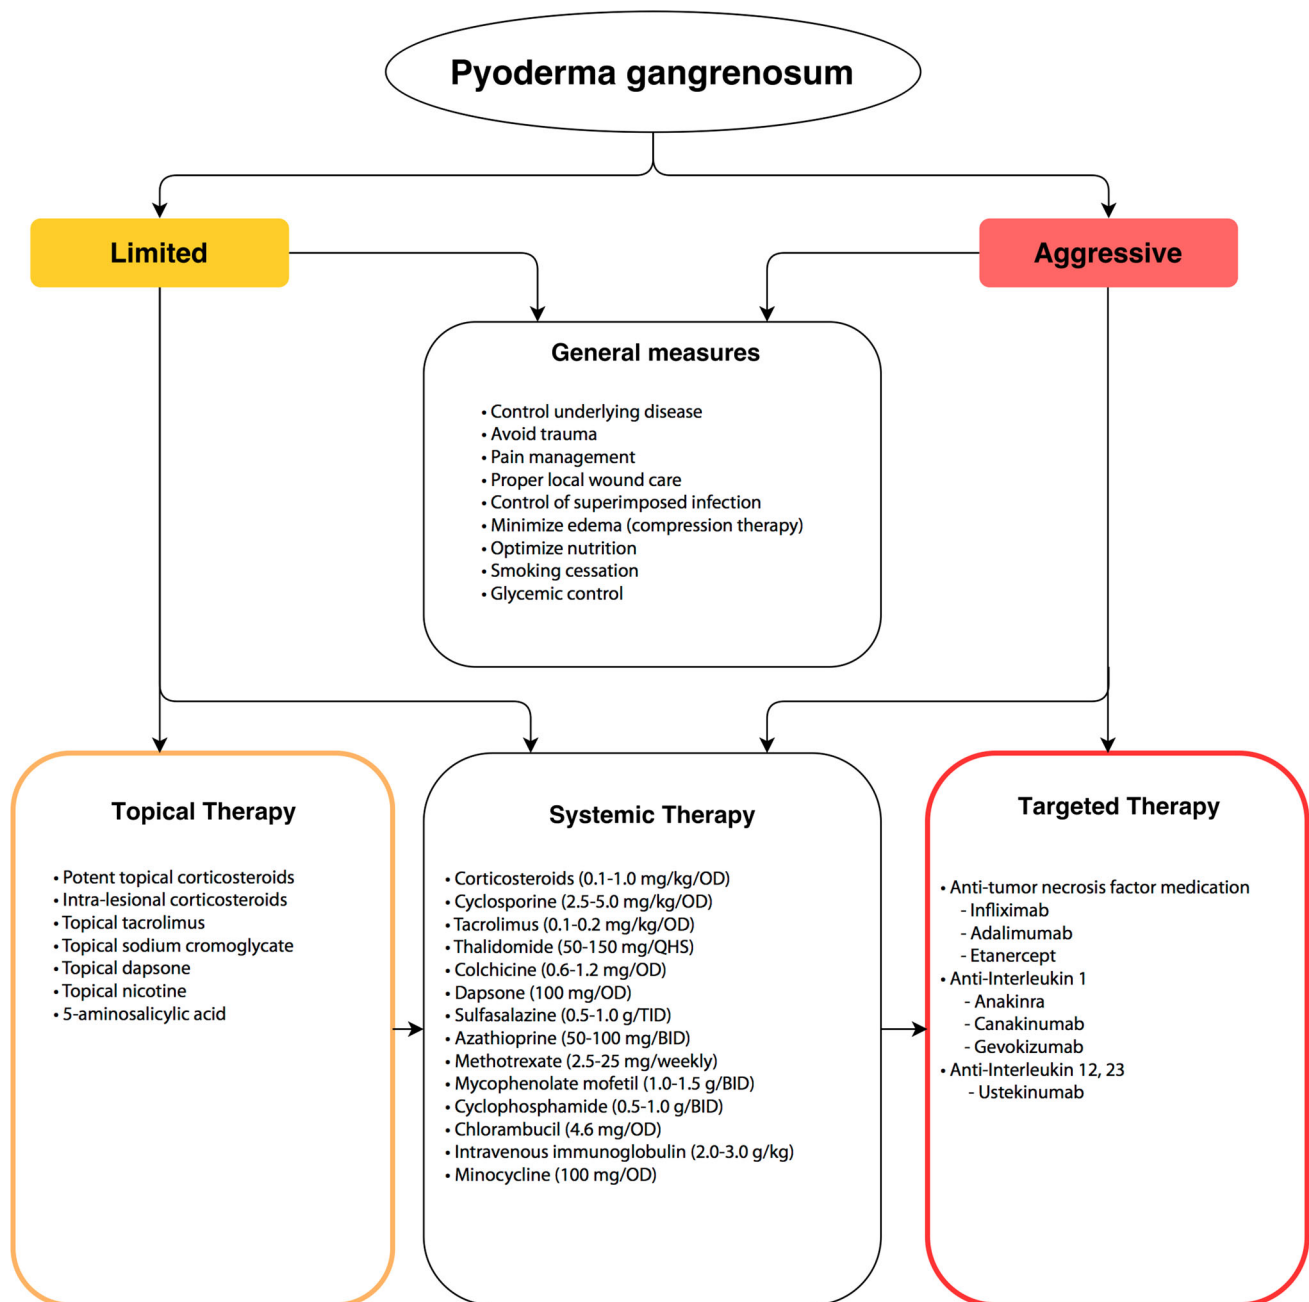 Pyoderma gangrenosum
Limited
Aggressive
General measures
• Control underlying disease
• Avoid trauma
• Pain management
• Proper local wound care
• Control of superimposed infection
• Minimize edema (compression therapy)
• Optimize nutrition
• Smoking cessation
• Glycemic control
Topical Therapy
• Potent topical corticosteroids
• Intra-lesional corticosteroids
• Topical tacrolimus
• Topical sodium cromoglycate
• Topical dapsone
• Topical nicotine
• 5-aminosalicylic acid
Systemic Therapy
• Corticosteroids (0.1-1.0 mg/kg/OD)
• Cyclosporine (2.5-5.0 mg/kg/OD)
• Tacrolimus (0.1-0.2 mg/kg/OD)
• Thalidomide (50-150 mg/QHS)
• Colchicine (0.6-1.2 mg/OD)
• Dapsone (100 mg/OD)
• Sulfasalazine (0.5-1.0 g/TID)
• Azathioprine (50-100 mg/BID)
• Methotrexate (2.5-25 mg/weekly)
• Mycophenolate mofetil (1.0-1.5 g/BID)
• Cyclophosphamide (0.5-1.0 g/BID)
• Chlorambucil (4.6 mg/OD)
• Intravenous immunoglobulin (2.0-3.0 g/kg)
• Minocycline (100 mg/OD)
Targeted Therapy
• Anti-tumor necrosis factor medication
- Infliximab
- Adalimumab
- Etanercept
• Anti-Interleukin 1
- Anakinra
- Canakinumab
- Gevokizumab
• Anti-Interleukin 12, 23
- Ustekinumab